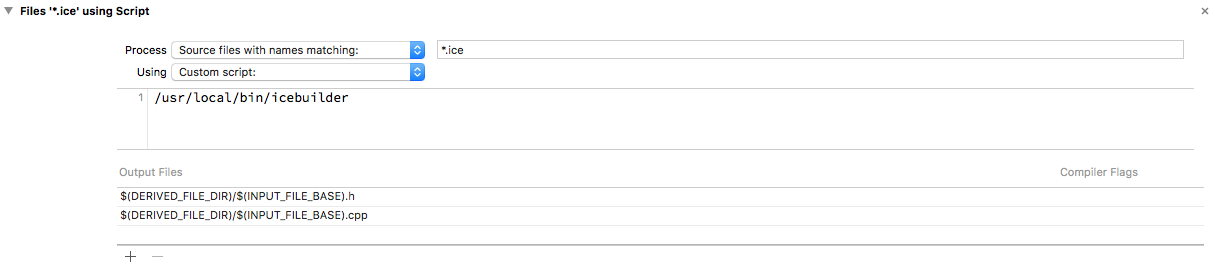 Files '*.ice' using Script
Process Source files with names matching: *.ice
Using Custom script:
1 /usr/local/bin/icebuilder
Output Files Compiler Flags
$(DERIVED_FILE_DIR)/$(INPUT_FILE_BASE).h
$(DERIVED_FILE_DIR)/$(INPUT_FILE_BASE).cpp